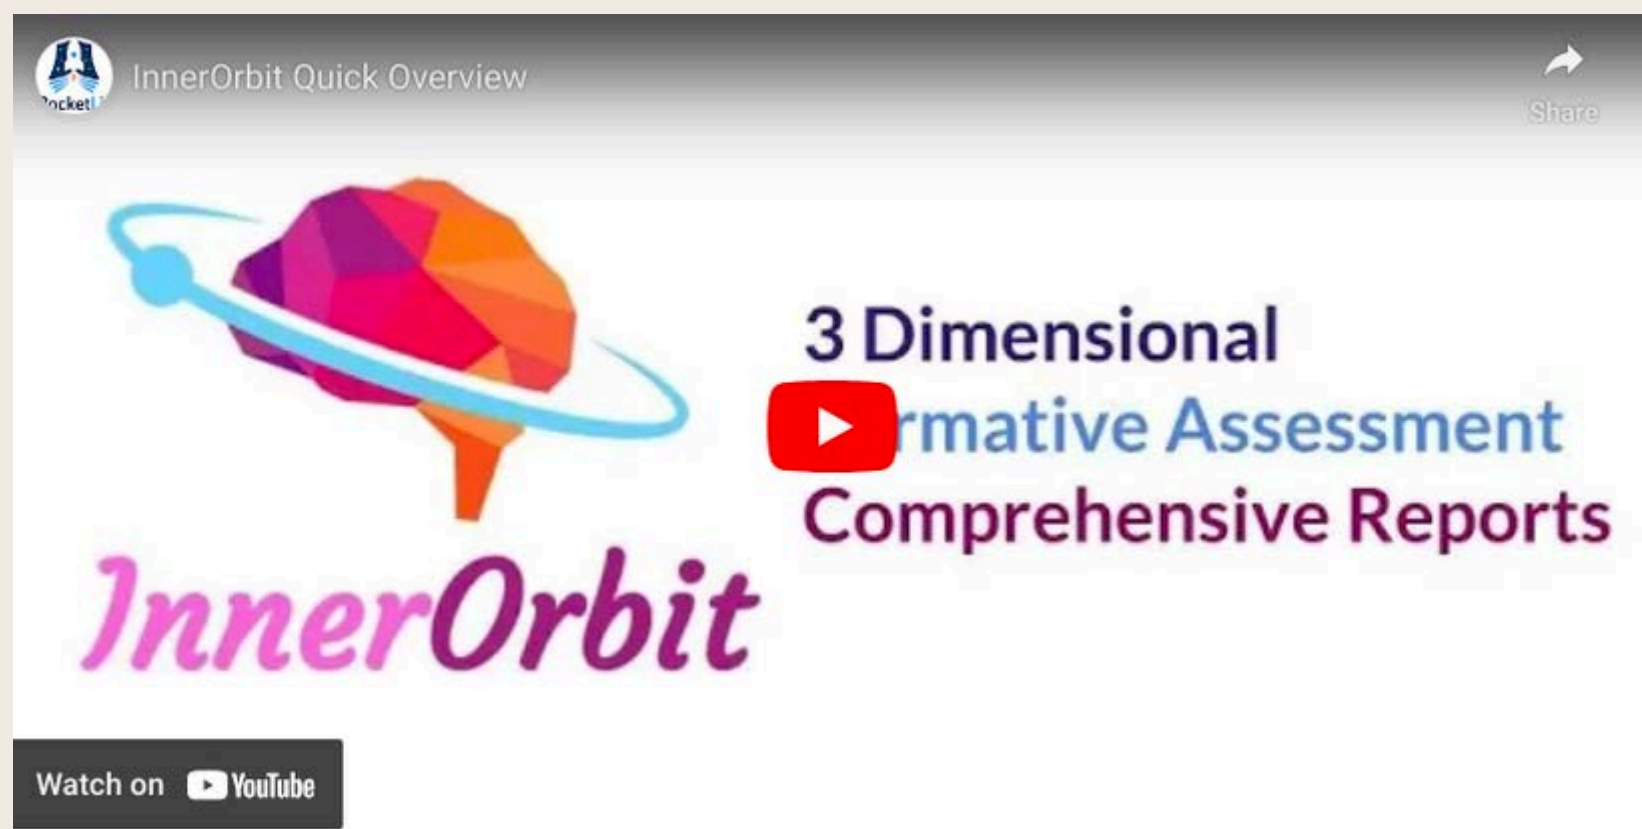 InnerOrbit Quick Overview
Share
3 Dimensional
rmative Assessment
Comprehensive Reports
InnerOrbit
Watch on YouTube